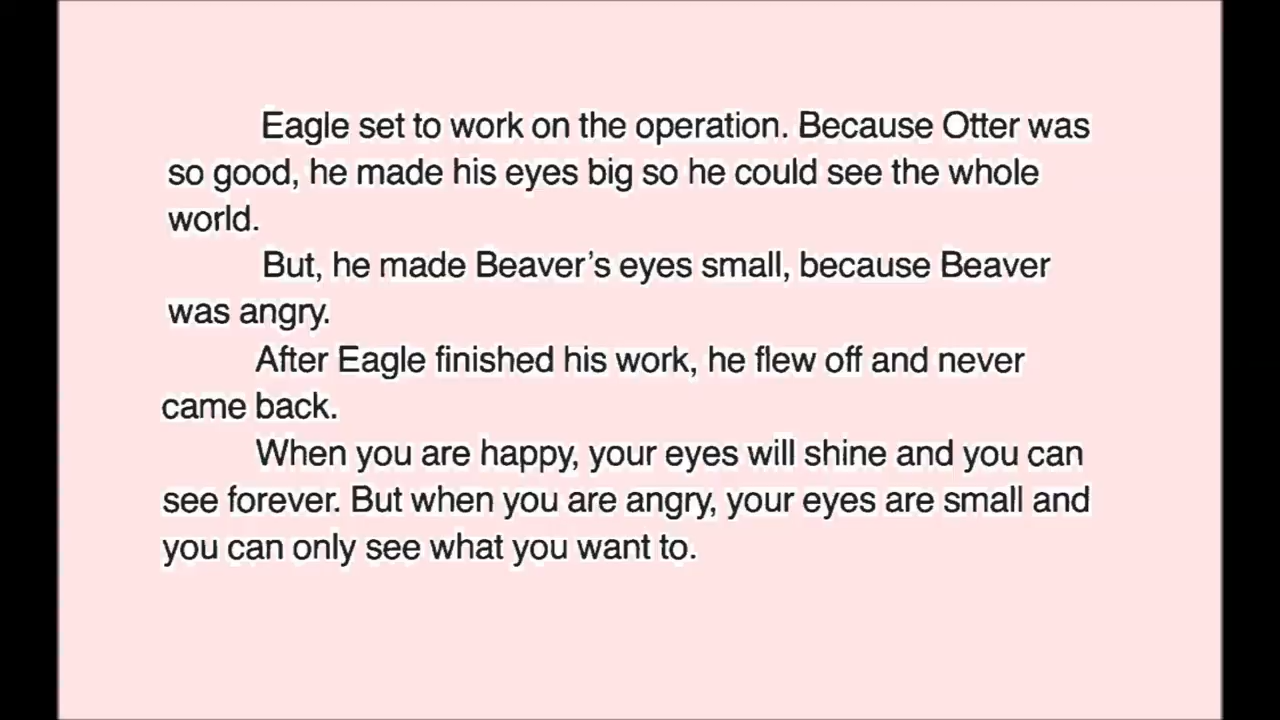 Eagle set to work on the operation. Because Otter was
so good, he made his eyes big so he could see the whole
world.
But, he made Beaver’s eyes small, because Beaver
was angry.
After Eagle finished his work, he flew off and never
came back.
When you are happy, your eyes will shine and you can
see forever. But when you are angry, your eyes are small and
you can only see what you want to.